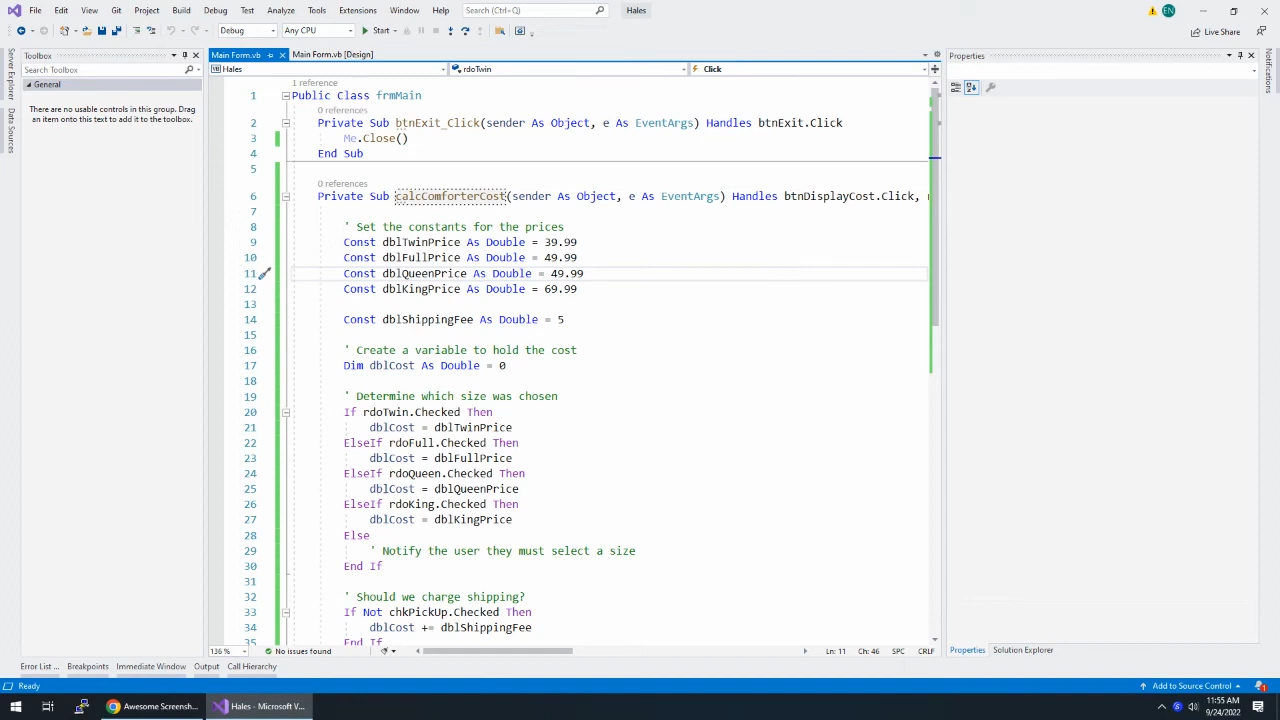 File Edit View Git Project Build Debug Test Analyze Tools Extensions Window Help Search (Ctrl+Q) Hales EN
Debug Any CPU Start Live Share
Server Explorer
Data Sources
Toolbox
Search Toolbox
General
There are no usable controls in this group. Drag
an item onto this text to add it to the toolbox.
Main Form.vb Main Form.vb [Design]
Hales rdoTwin Click
1 reference
1 Public Class frmMain
0 references
2 Private Sub btnExit_Click(sender As Object, e As EventArgs) Handles btnExit.Click
3 Me.Close()
4 End Sub
5
0 references
6 Private Sub calcComforterCost(sender As Object, e As EventArgs) Handles btnDisplayCost.Click,
7
8 ' Set the constants for the prices
9 Const dblTwinPrice As Double = 39.99
10 Const dblFullPrice As Double = 49.99
11 Const dblQueenPrice As Double = 49.99
12 Const dblKingPrice As Double = 69.99
13
14 Const dblShippingFee As Double = 5
15
16 ' Create a variable to hold the cost
17 Dim dblCost As Double = 0
18
19 ' Determine which size was chosen
20 If rdoTwin.Checked Then
21 dblCost = dblTwinPrice
22 ElseIf rdoFull.Checked Then
23 dblCost = dblFullPrice
24 ElseIf rdoQueen.Checked Then
25 dblCost = dblQueenPrice
26 ElseIf rdoKing.Checked Then
27 dblCost = dblKingPrice
28 Else
29 ' Notify the user they must select a size
30 End If
31
32 ' Should we charge shipping?
33 If Not chkPickUp.Checked Then
34 dblCost += dblShippingFee
35 End If
136 % No issues found Ln: 11 Ch: 46 SPC CRLF
Properties
Notifications
Properties Solution Explorer
Error List ... Breakpoints Immediate Window Output Call Hierarchy
Ready Add to Source Control 1
Awesome Screensh... Hales - Microsoft V... 11:55 AM
9/24/2022